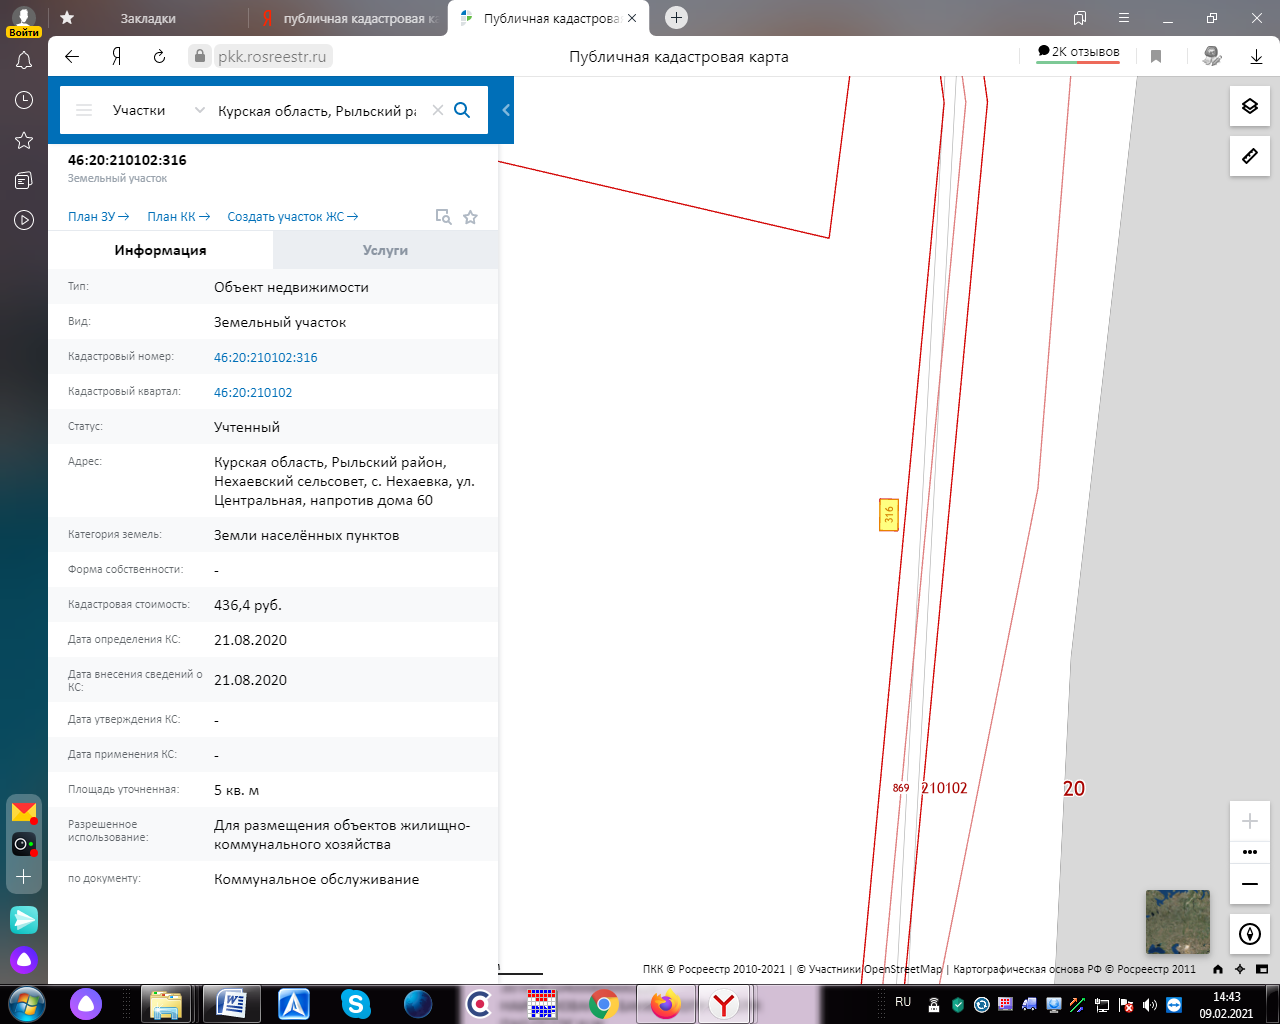 Войти
Закладки
публичная кадастровая ка
Публичная кадастрова
pkk.rosreestr.ru
Публичная кадастровая карта
2К отзывов
Участки
Курская область, Рыльский ра
46:20:210102:316
Земельный участок
План ЗУ →
План КК →
Создать участок ЖС →
Информация
Услуги
Тип:
Объект недвижимости
Вид:
Земельный участок
Кадастровый номер:
46:20:210102:316
Кадастровый квартал:
46:20:210102
Статус:
Учтенный
Адрес:
Курская область, Рыльский район,
Нехаевский сельсовет, с. Нехаевка, ул.
Центральная, напротив дома 60
Категория земель:
Земли населённых пунктов
Форма собственности:
-
Кадастровая стоимость:
436,4 руб.
Дата определения КС:
21.08.2020
Дата внесения сведений о
КС:
21.08.2020
Дата утверждения КС:
-
Дата применения КС:
-
Площадь уточненная:
5 кв. м
Разрешенное
использование:
Для размещения объектов жилищно-
коммунального хозяйства
по документу:
Коммунальное обслуживание
316
869
210102
20
ПКК © Росреестр 2010-2021 | © Участники OpenStreetMap | Картографическая основа РФ © Росреестр 2011
RU
14:43
09.02.2021